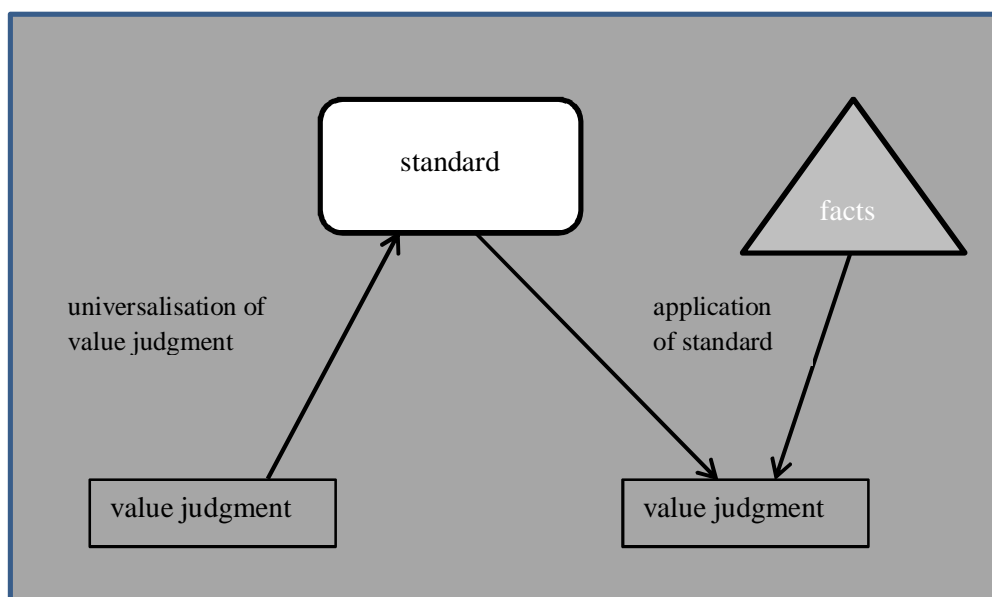 standard
facts
universalisation of
value judgment
application
of standard
value judgment
value judgment